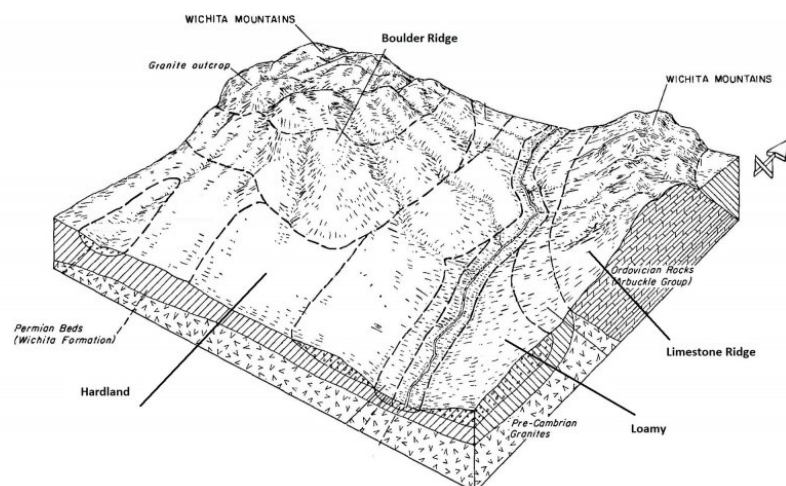 WICHITA MOUNTAINS
Boulder Ridge
Granite outcrop
WICHITA MOUNTAINS
N
Ordovician Rocks
(Arbuckle Group)
Permian Beds
(Wichita Formation)
Limestone Ridge
Hardland
Pre-Cambrian
Granites
Loamy